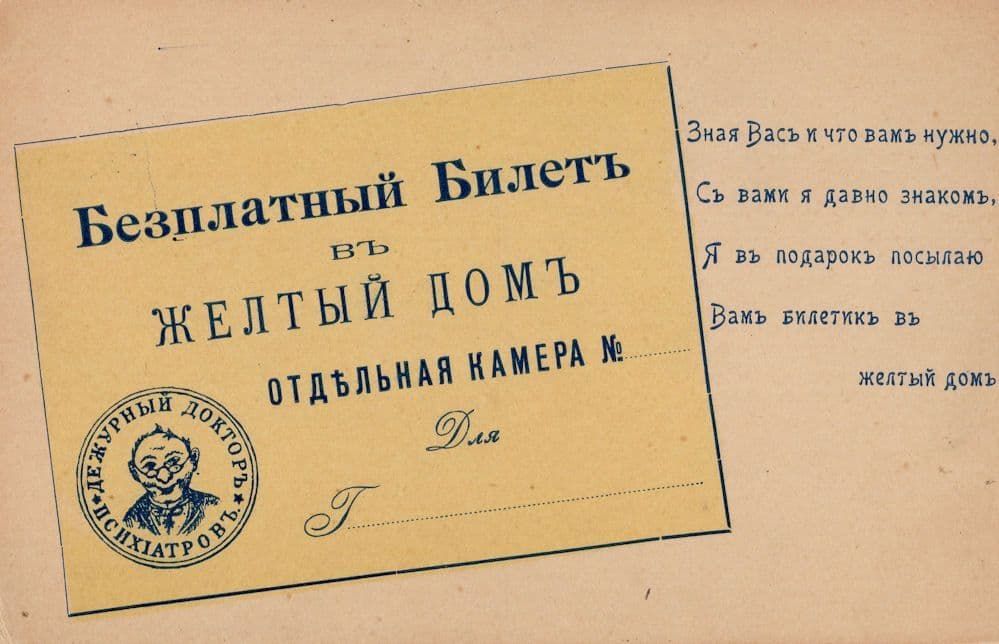 Безплатный Билетъ
въ
ЖЕЛТЫЙ ДОМЪ
ОТДѢЛЬНАЯ КАМЕРА №
Для
Г
ДЕЖУРНЫЙ ДОКТОРЪ
ПСИХІАТРОВЪ
Зная Васъ и что вамъ нужно,
Съ вами я давно знакомъ,
Я въ подарокъ посылаю
Вамъ билетикъ въ
желтый домъ